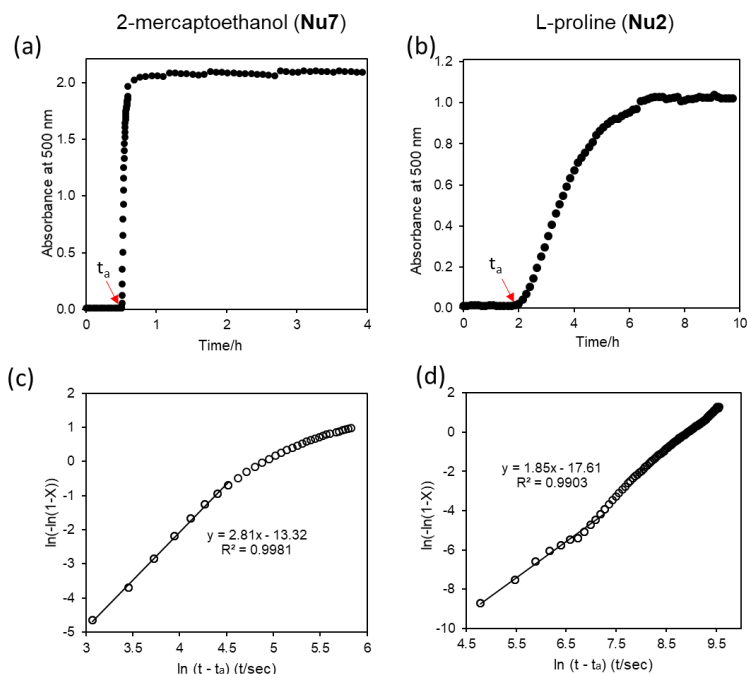 2-mercaptoethanol (Nu7)
L-proline (Nu2)
(a)
Absorbance at 500 nm
2.0
1.5
1.0
0.5
0.0
ta
0 1 2 3 4
Time/h
(b)
Absorbance at 500 nm
1.2
1.0
0.8
0.6
0.4
0.2
0.0
ta
0 2 4 6 8 10
Time/h
(c)
ln(-ln(1-X))
2
1
0
-1
-2
-3
-4
-5
y = 2.81x - 13.32
R² = 0.9981
3 3.5 4 4.5 5 5.5 6
ln (t - ta) (t/sec)
(d)
ln(-ln(1-X))
2
0
-2
-4
-6
-8
-10
y = 1.85x - 17.61
R² = 0.9903
4.5 5.5 6.5 7.5 8.5 9.5
ln (t - ta) (t/sec)